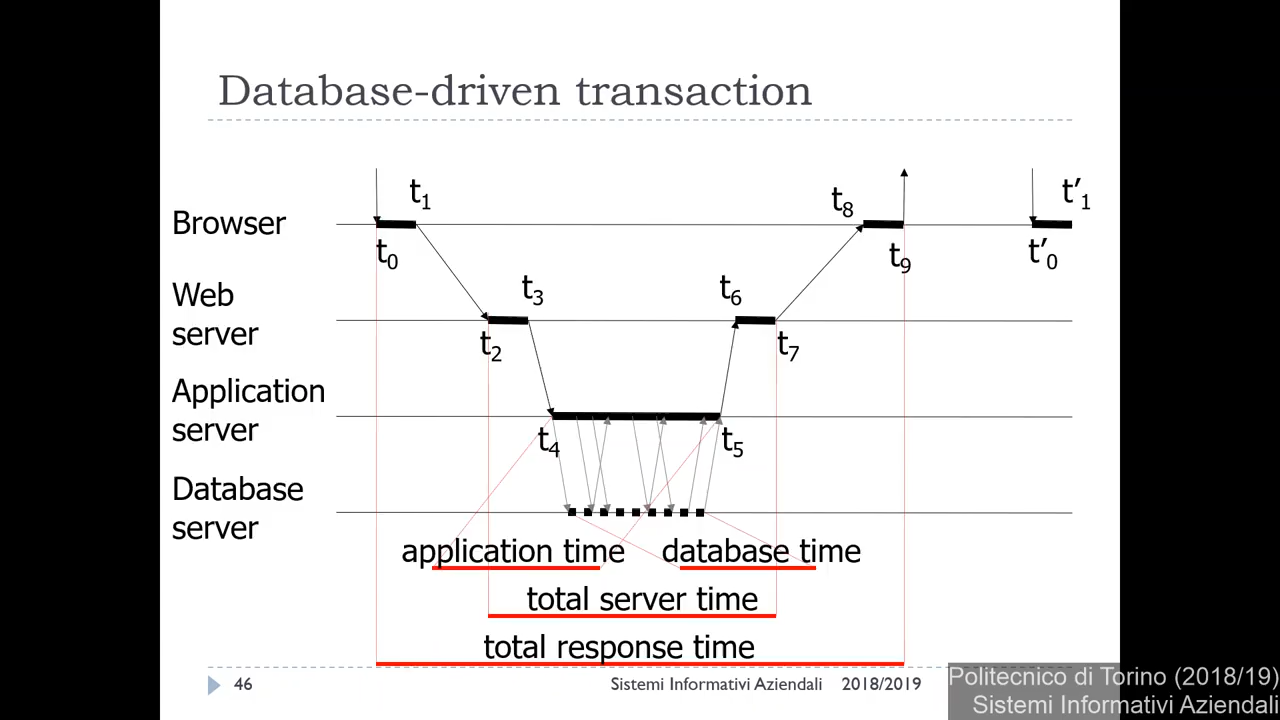 Database-driven transaction
t1
t8
t'1
Browser
t0
t9
t'0
Web
server
t3
t6
t2
t7
Application
server
t4
t5
Database
server
application time
database time
total server time
total response time
46
Sistemi Informativi Aziendali
2018/2019
Politecnico di Torino (2018/19)
Sistemi Informativi Aziendali